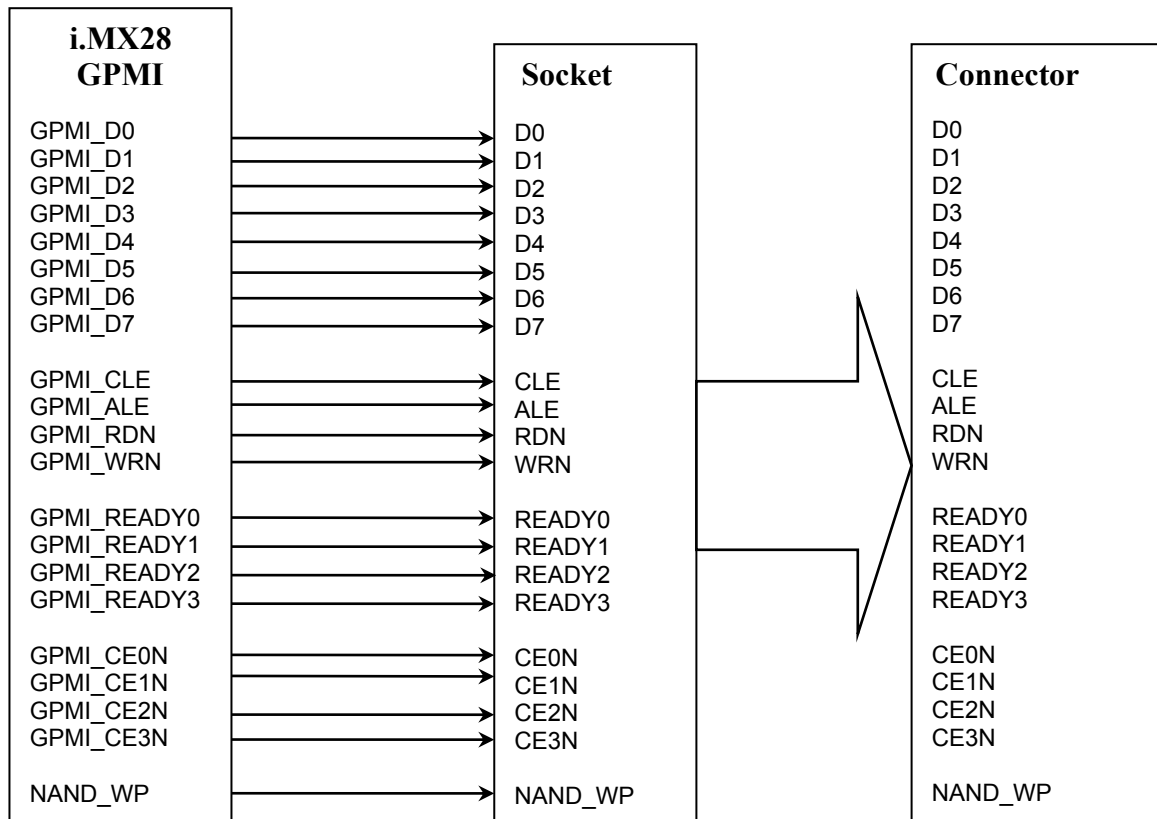 i.MX28
GPMI
GPMI_D0
GPMI_D1
GPMI_D2
GPMI_D3
GPMI_D4
GPMI_D5
GPMI_D6
GPMI_D7
GPMI_CLE
GPMI_ALE
GPMI_RDN
GPMI_WRN
GPMI_READY0
GPMI_READY1
GPMI_READY2
GPMI_READY3
GPMI_CE0N
GPMI_CE1N
GPMI_CE2N
GPMI_CE3N
NAND_WP
Socket
D0
D1
D2
D3
D4
D5
D6
D7
CLE
ALE
RDN
WRN
READY0
READY1
READY2
READY3
CE0N
CE1N
CE2N
CE3N
NAND_WP
Connector
D0
D1
D2
D3
D4
D5
D6
D7
CLE
ALE
RDN
WRN
READY0
READY1
READY2
READY3
CE0N
CE1N
CE2N
CE3N
NAND_WP